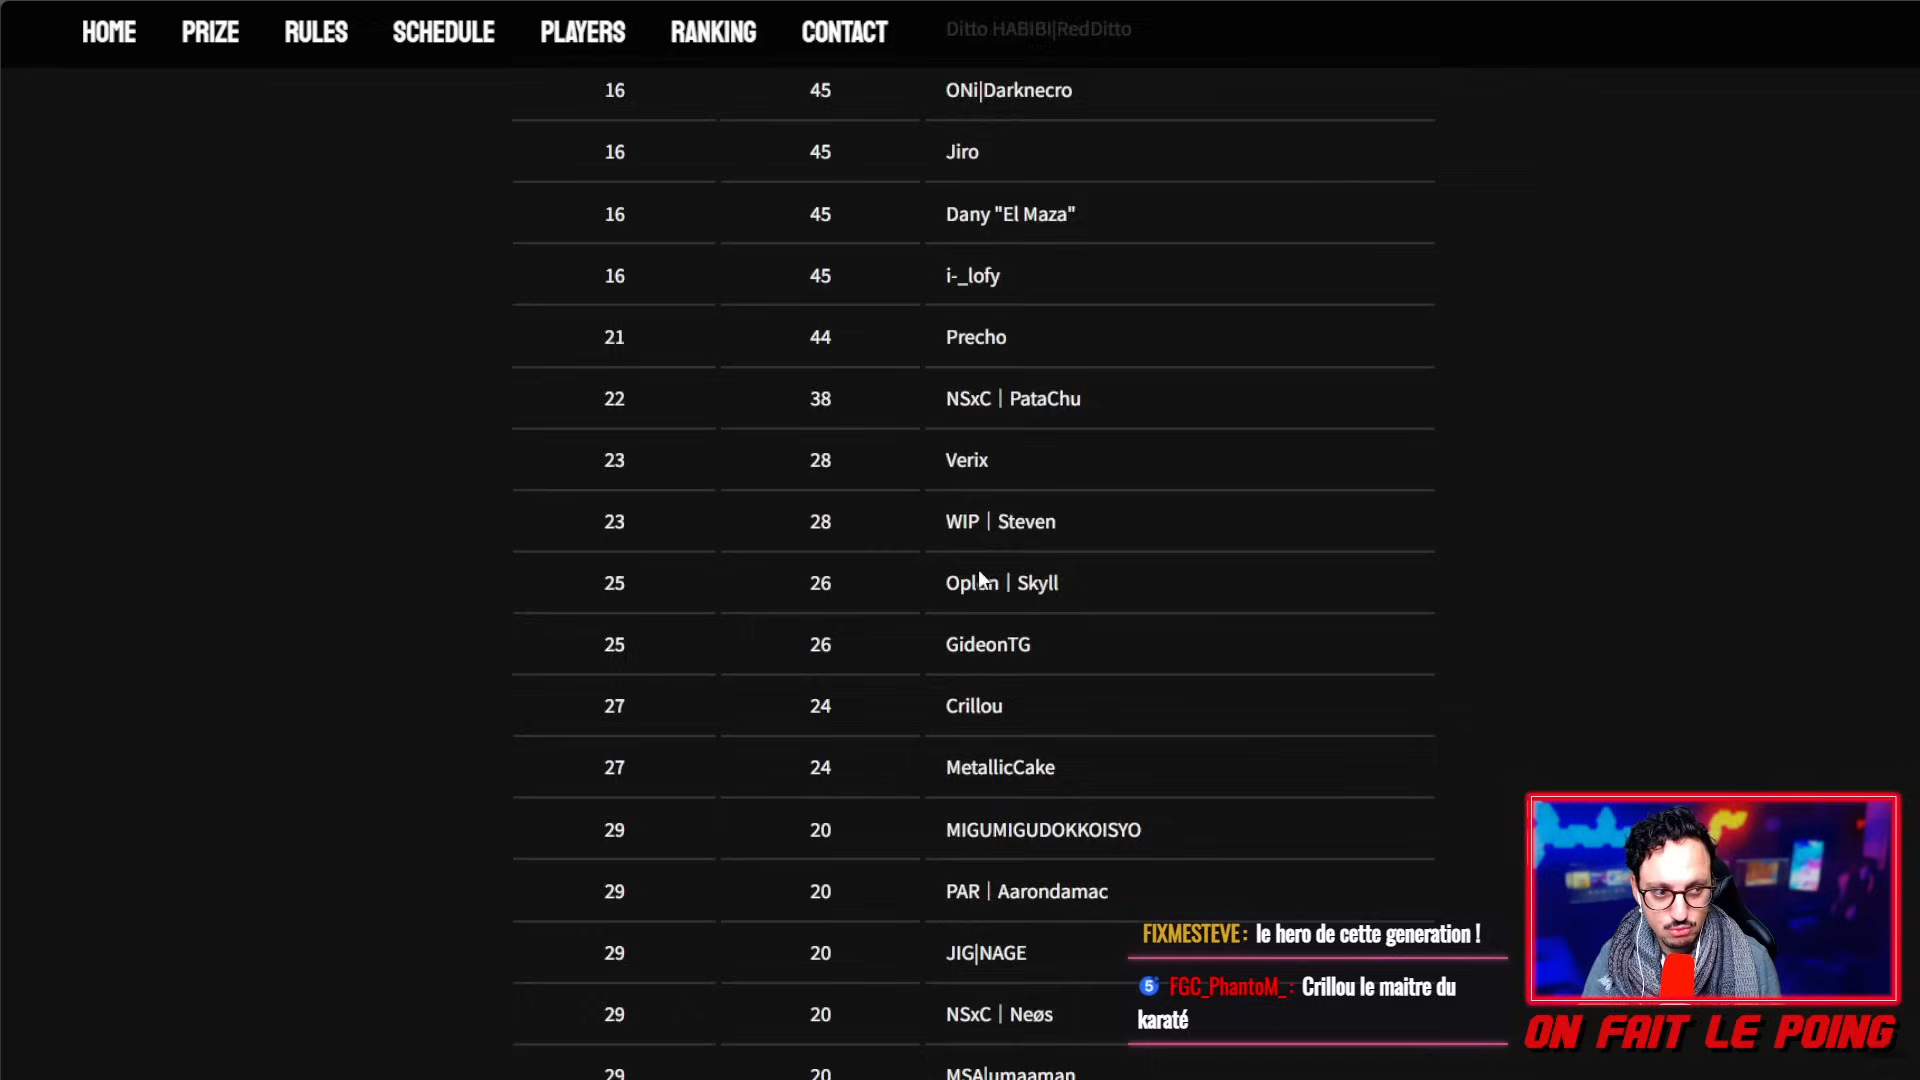 HOME PRIZE RULES SCHEDULE PLAYERS RANKING CONTACT
Ditto HABIBI|RedDitto
16 45 ONi|Darknecro
16 45 Jiro
16 45 Dany "El Maza"
16 45 i-_lofy
21 44 Precho
22 38 NSxC | PataChu
23 28 Verix
23 28 WIP | Steven
25 26 | Skyll
25 26 GideonTG
27 24 Crillou
27 24 MetallicCake
29 20 MIGUMIGUDOKKOISYO
29 20 PAR | Aarondamac
29 20 JIG|NAGE
29 20 NSxC | Neøs
29 20 MSA|umaaman
FIXMESTEVE : le hero de cette generation !
5 FGC_PhantoM_ : Crillou le maitre du
karaté
ON FAIT LE POING